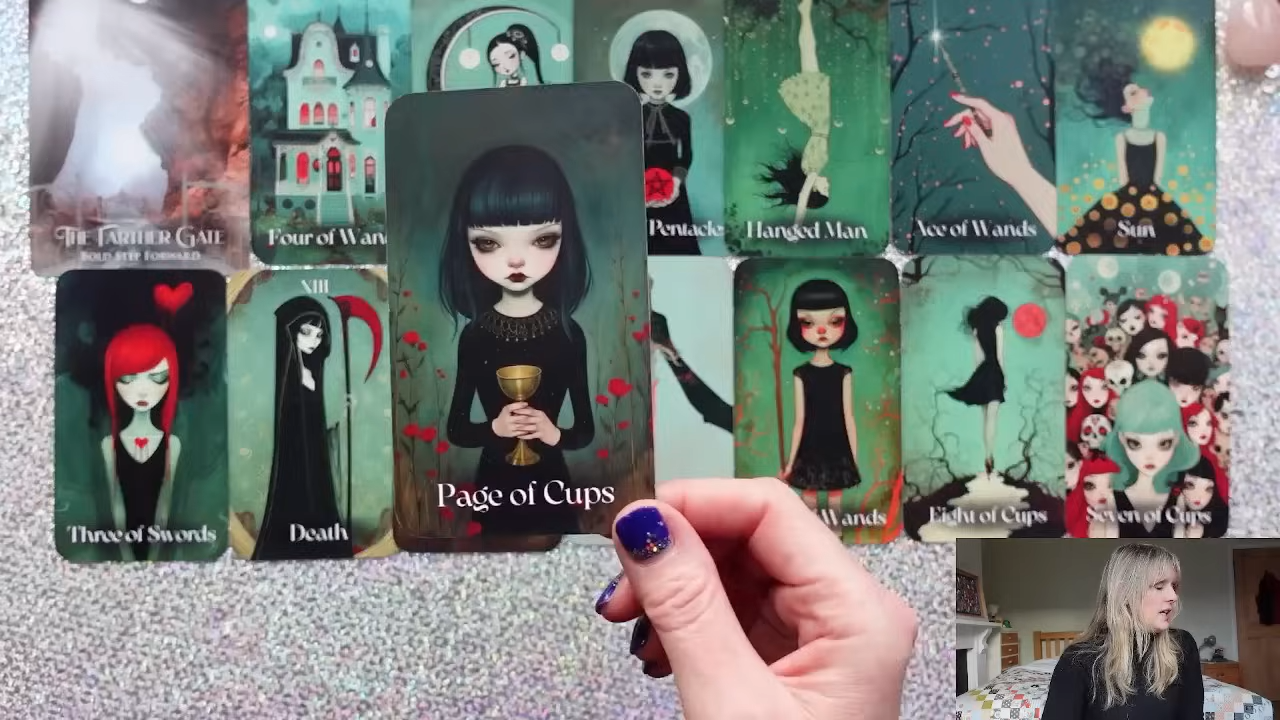 THE FARTHER GATE
BOLD STEP FORWARD
Four of Wan
Pentacle
Hanged Man
Ace of Wands
Sun
Three of Swords
XIII
Death
Page of Cups
Wands
Eight of Cups
Seven of Cups